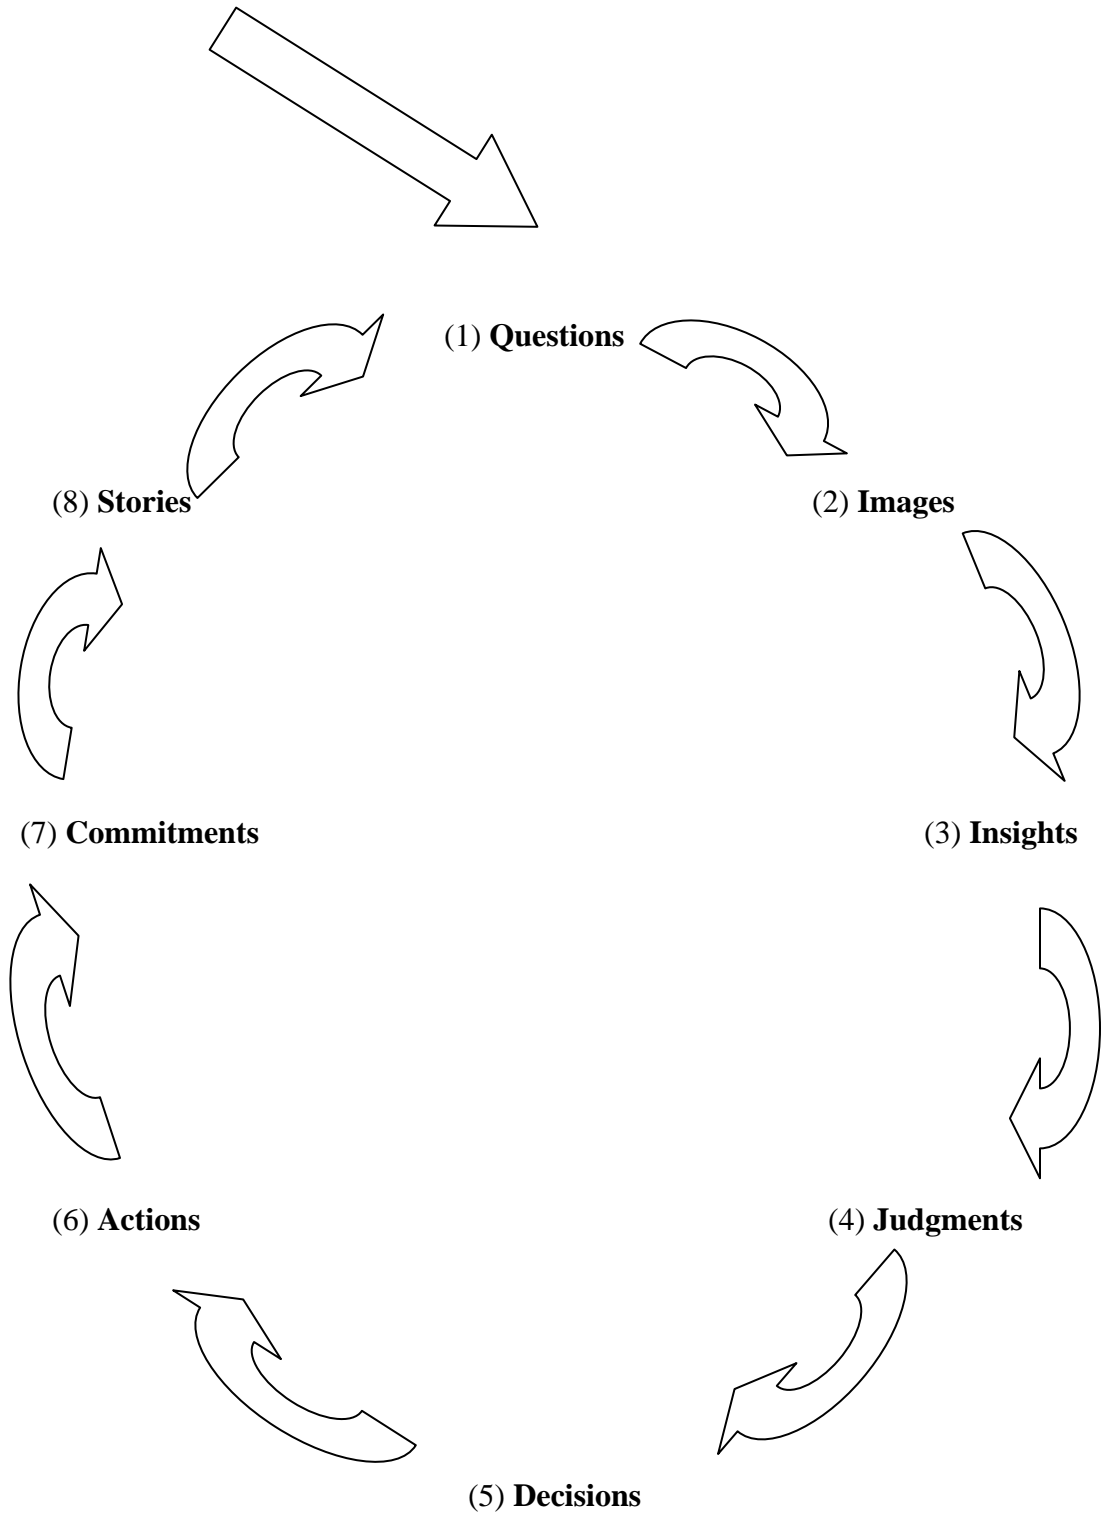 (1) Questions
(8) Stories
(2) Images
(7) Commitments
(3) Insights
(6) Actions
(4) Judgments
(5) Decisions